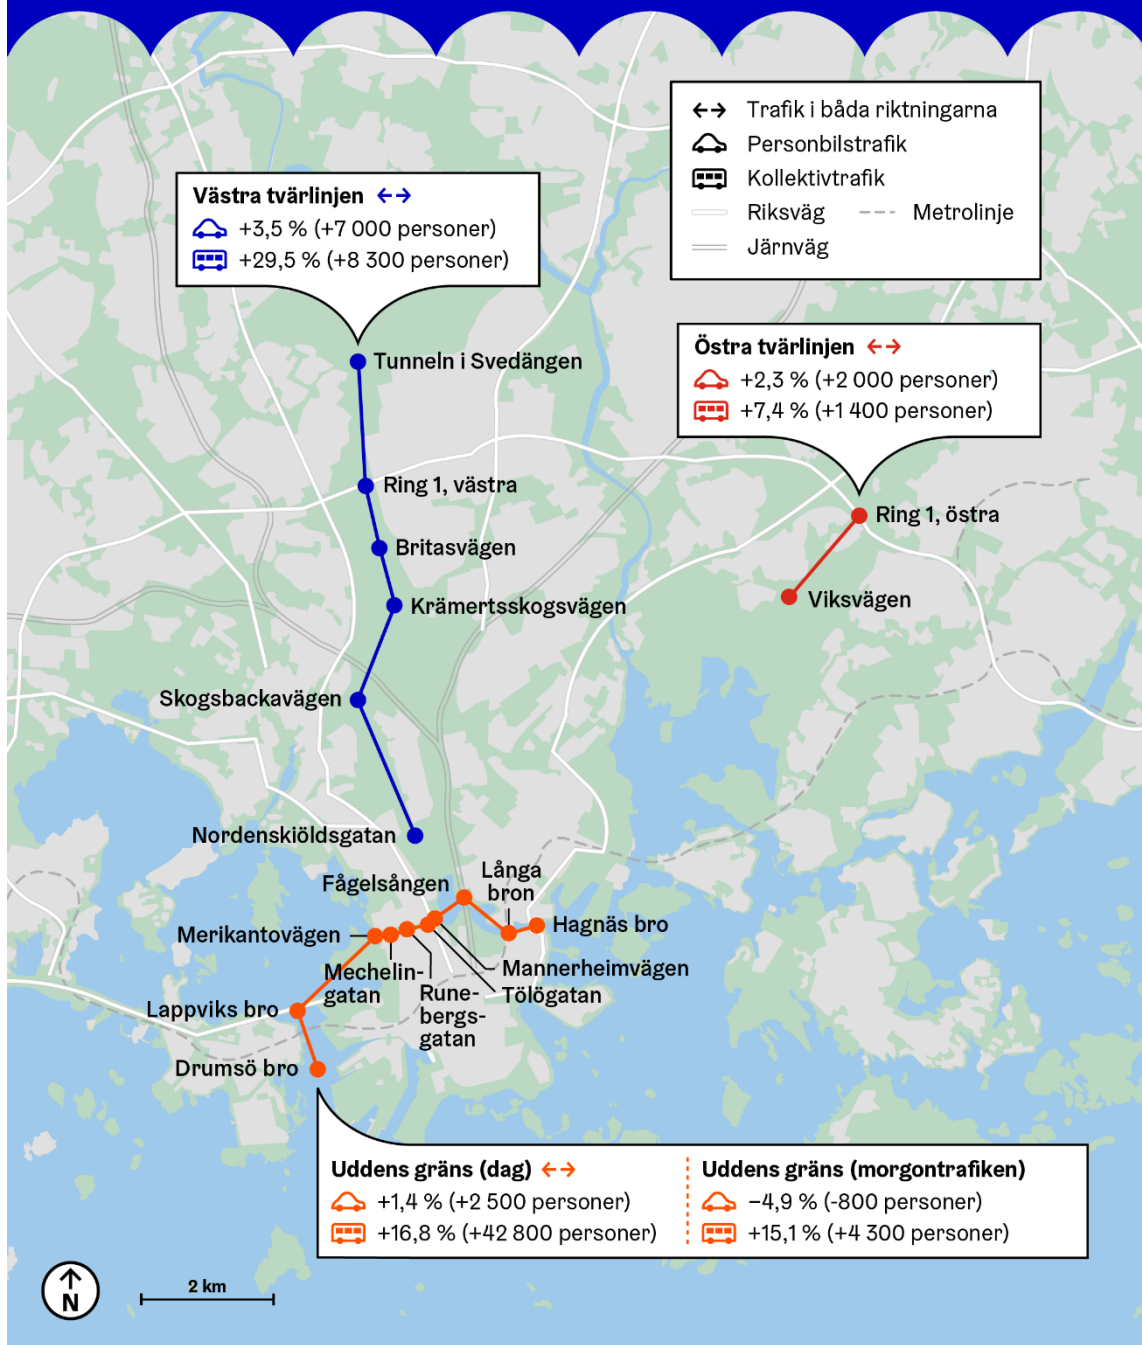 Trafik i båda riktningarna
Personbilstrafik
Kollektivtrafik
Riksväg
Metrolinje
Järnväg
Västra tvärlinjen
+3,5 % (+7 000 personer)
+29,5 % (+8 300 personer)
Östra tvärlinjen
+2,3 % (+2 000 personer)
+7,4 % (+1 400 personer)
Tunneln i Svedängen
Ring 1, västra
Ring 1, östra
Britasvägen
Krämertsskogsvägen
Viksvägen
Skogsbackavägen
Nordenskiöldsgatan
Fågelsången
Långa
bron
Hagnäs bro
Merikantovägen
Mannerheimvägen
Mechelin-
gatan
Tölögatan
Rune-
bergs-
gatan
Lappviks bro
Drumsö bro
Uddens gräns (dag)
+1,4 % (+2 500 personer)
+16,8 % (+42 800 personer)
Uddens gräns (morgontrafiken)
−4,9 % (-800 personer)
+15,1 % (+4 300 personer)
N
2 km